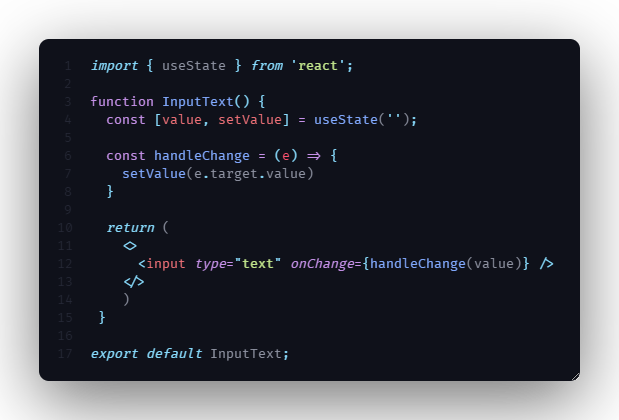 1 import { useState } from 'react';
2
3 function InputText() {
4 const [value, setValue] = useState('');
5
6 const handleChange = (e) => {
7 setValue(e.target.value)
8 }
9
10 return (
11 <>
12 <input type="text" onChange={handleChange(value)} />
13 </>
14 )
15 }
16
17 export default InputText;